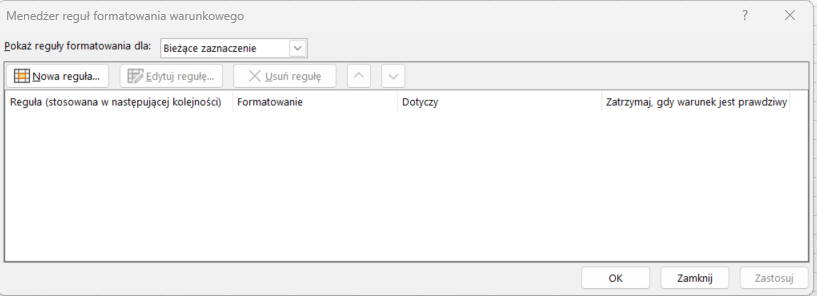 Menedżer reguł formatowania warunkowego
?
Pokaż reguły formatowania dla: Bieżące zaznaczenie
Nowa reguła... Edytuj regułę... Usuń regułę
Reguła (stosowana w następującej kolejności) Formatowanie Dotyczy Zatrzymaj, gdy warunek jest prawdziwy
OK Zamknij Zastosuj